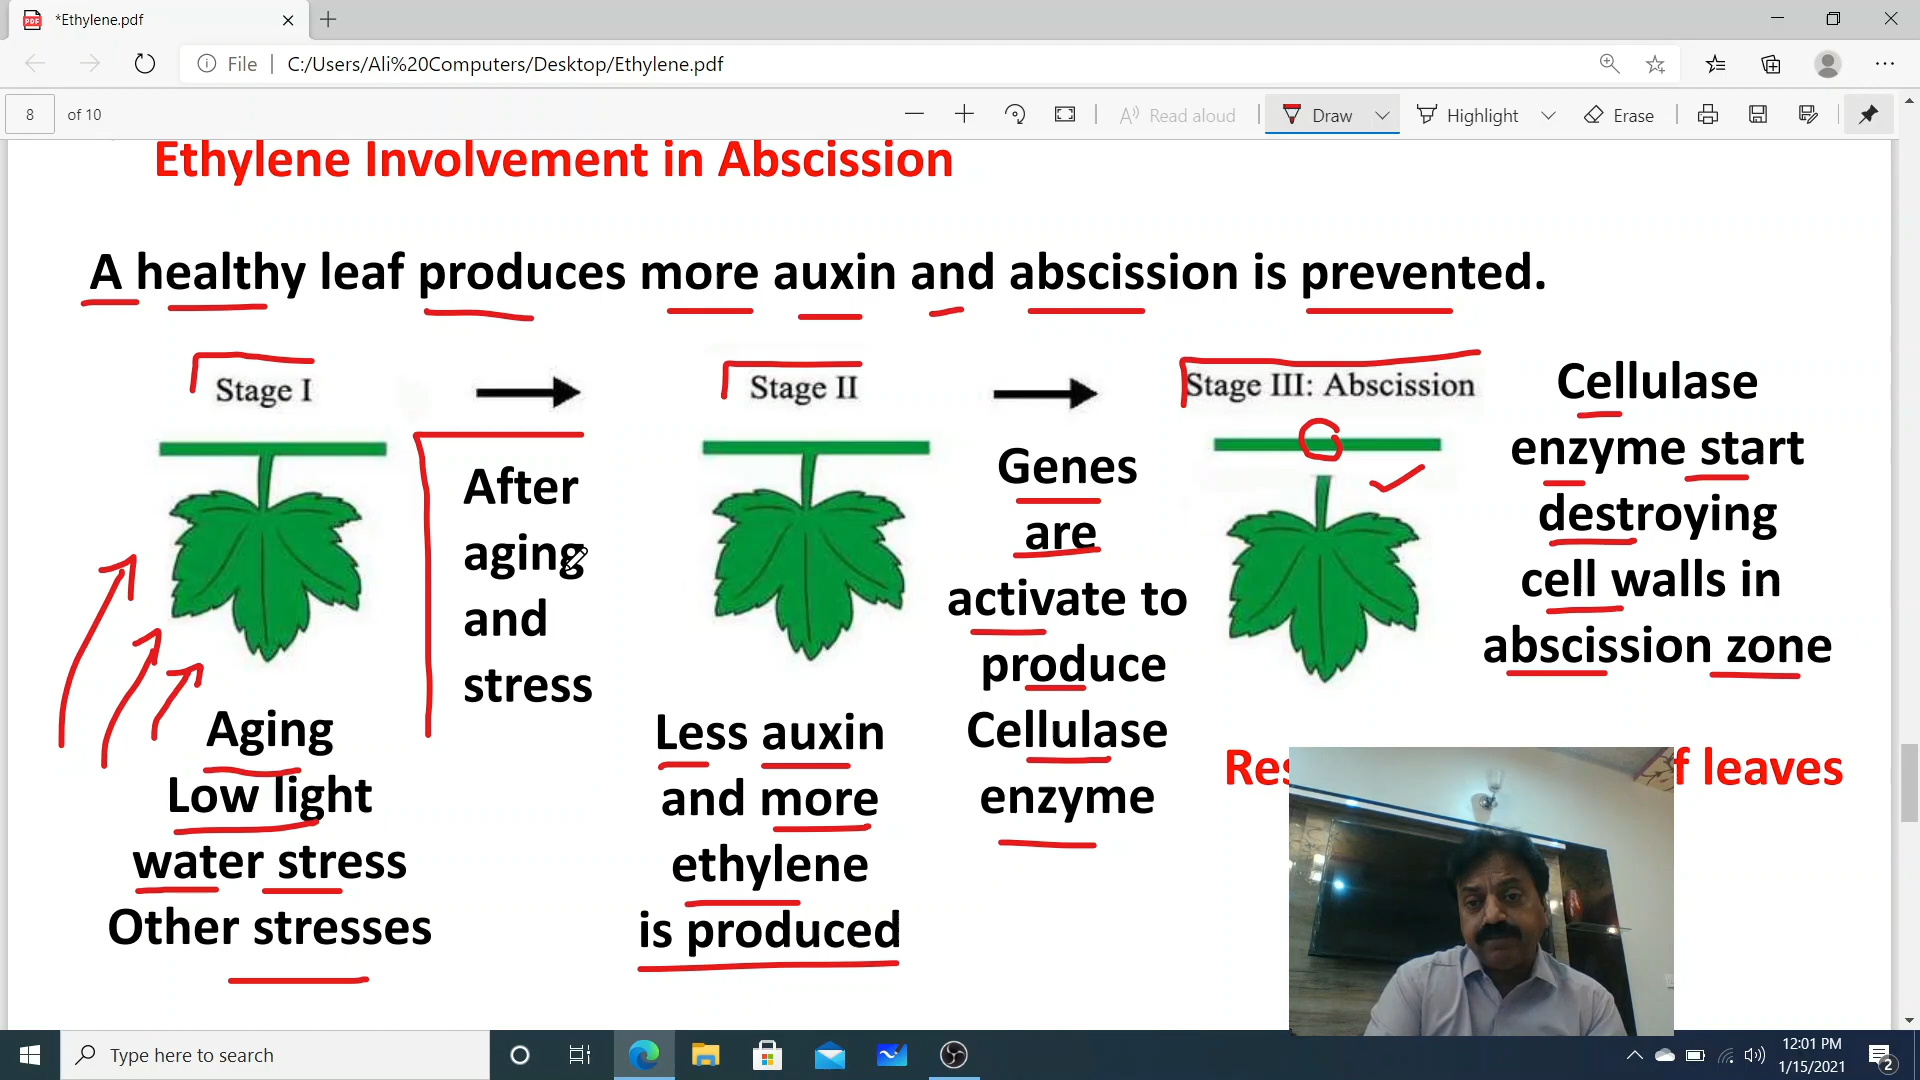 *Ethylene.pdf
File
C:/Users/Ali%20Computers/Desktop/Ethylene.pdf
8 of 10
Read aloud
Draw
Highlight
Erase
Ethylene Involvement in Abscission
A healthy leaf produces more auxin and abscission is prevented.
Stage I
Aging
Low light
water stress
Other stresses
After
aging
and
stress
Stage II
Less auxin
and more
ethylene
is produced
Genes
are
activate to
produce
Cellulase
enzyme
Stage III: Abscission
Cellulase
enzyme start
destroying
cell walls in
abscission zone
leaves
Type here to search
12:01 PM
1/15/2021
2